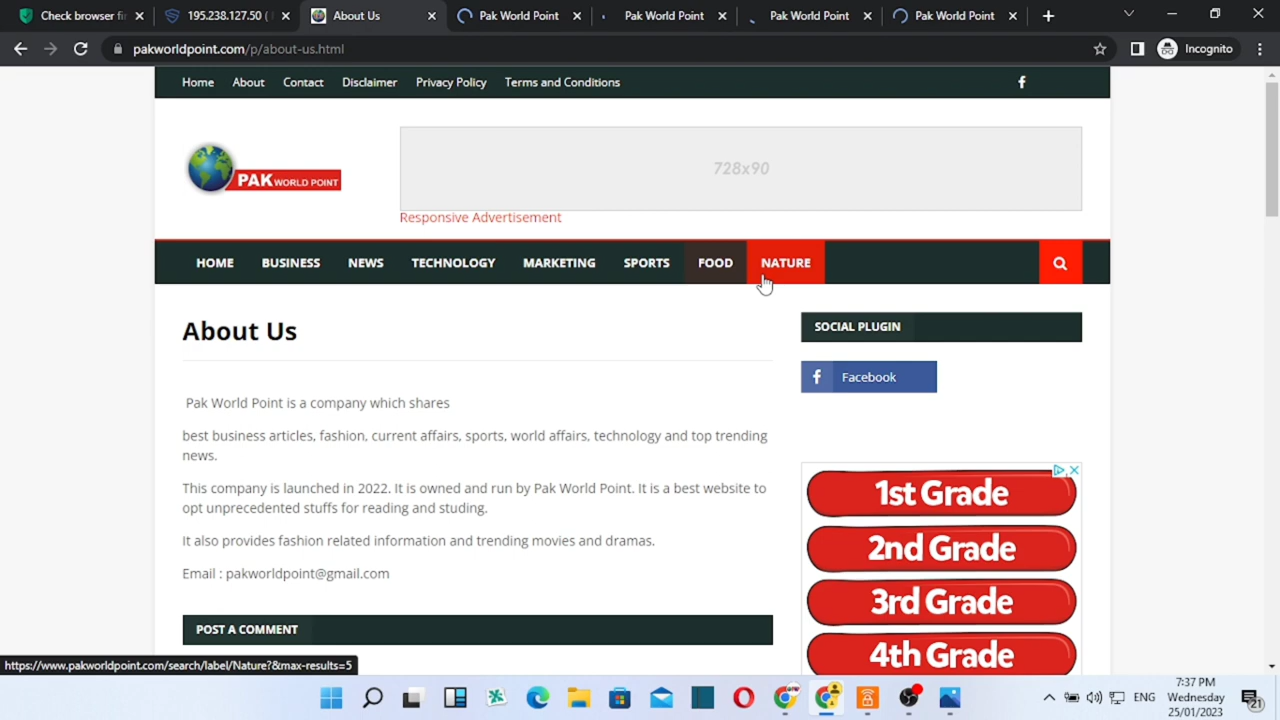 Check browser fi
195.238.127.50 (
About Us
Pak World Point
Pak World Point
Pak World Point
Pak World Point
pakworldpoint.com/p/about-us.html
Incognito
Home About Contact Disclaimer Privacy Policy Terms and Conditions
PAK WORLD POINT
728x90
Responsive Advertisement
HOME BUSINESS NEWS TECHNOLOGY MARKETING SPORTS FOOD NATURE
About Us
SOCIAL PLUGIN
Facebook
Pak World Point is a company which shares
best business articles, fashion, current affairs, sports, world affairs, technology and top trending
news.
This company is launched in 2022. It is owned and run by Pak World Point. It is a best website to
opt unprecedented stuffs for reading and studing.
It also provides fashion related information and trending movies and dramas.
Email : pakworldpoint@gmail.com
POST A COMMENT
1st Grade
2nd Grade
3rd Grade
4th Grade
https://www.pakworldpoint.com/search/label/Nature?&max-results=5
ENG
7:37 PM
Wednesday
25/01/2023
21